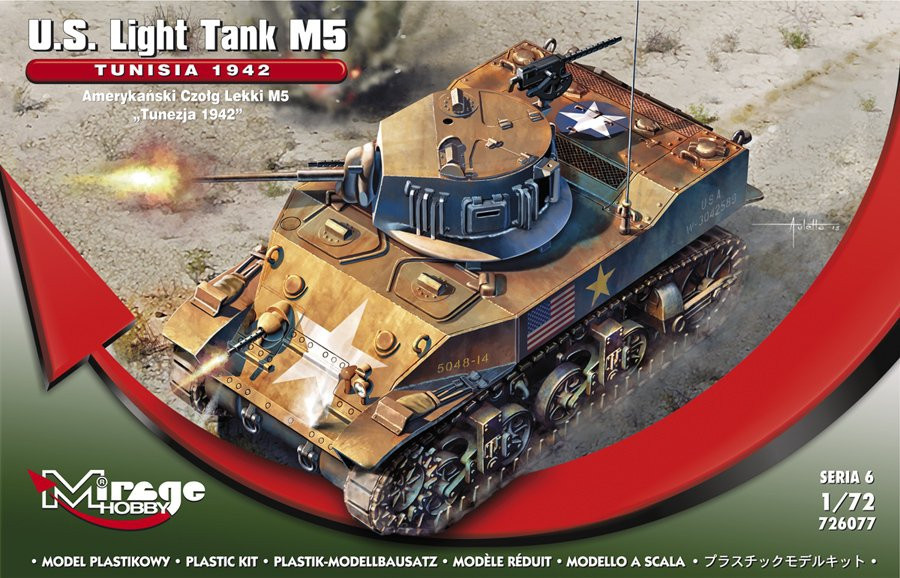 U.S. Light Tank M5
TUNISIA 1942
Amerykański Czołg Lekki M5
„Tunezja 1942”
U S A
W-3042583
5048-14
Mirage®
HOBBY
SERIA 6
1/72
726077
• MODEL PLASTIKOWY • PLASTIC KIT • PLASTIK-MODELLBAUSATZ • MODÈLE RÉDUIT • MODELLO A SCALA • プラスチックモデルキット •